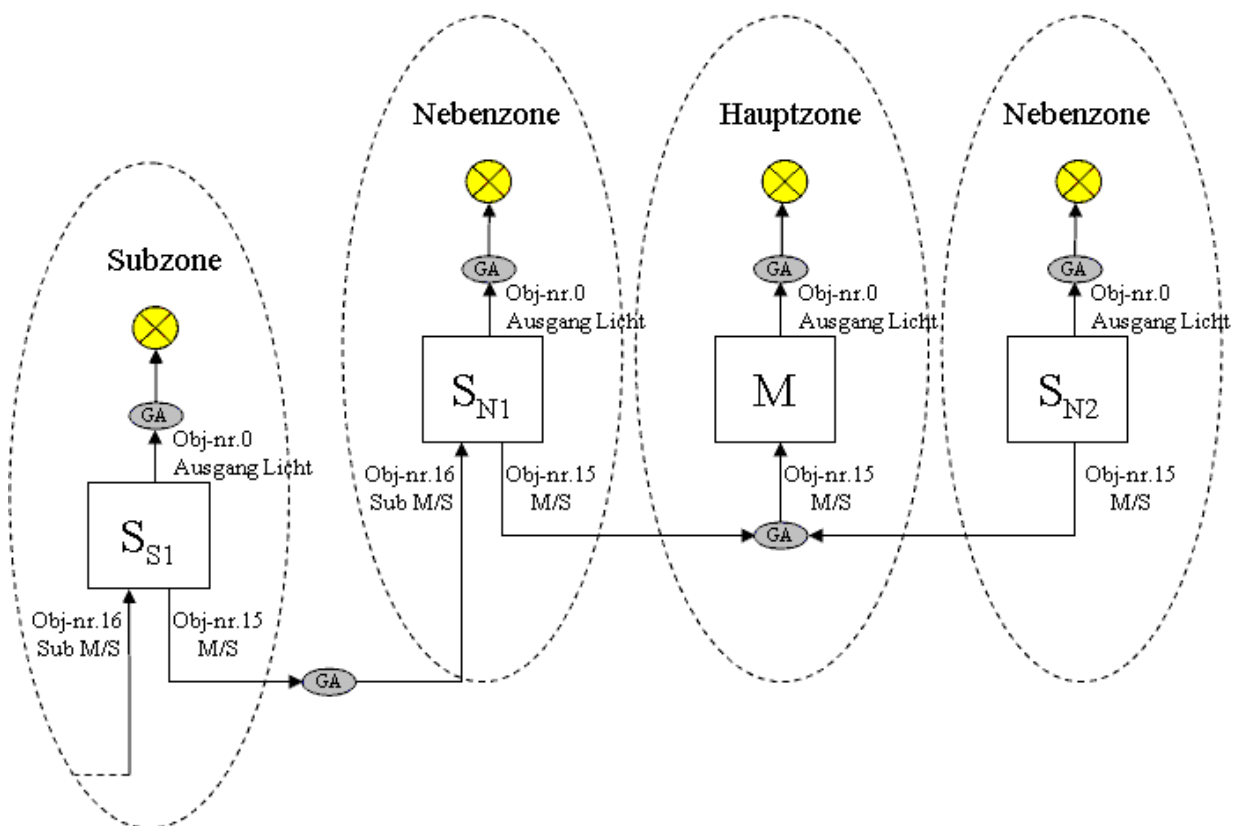 Nebenzone
Hauptzone
Nebenzone
Subzone
GA
Obj-nr.0
Ausgang Licht
GA
Obj-nr.0
Ausgang Licht
GA
Obj-nr.0
Ausgang Licht
S_N1
M
S_N2
GA
Obj-nr.0
Ausgang Licht
S_S1
Obj-nr.16
Sub M/S
Obj-nr.15
M/S
Obj-nr.15
M/S
Obj-nr.15
M/S
GA
Obj-nr.16
Sub M/S
Obj-nr.15
M/S
GA